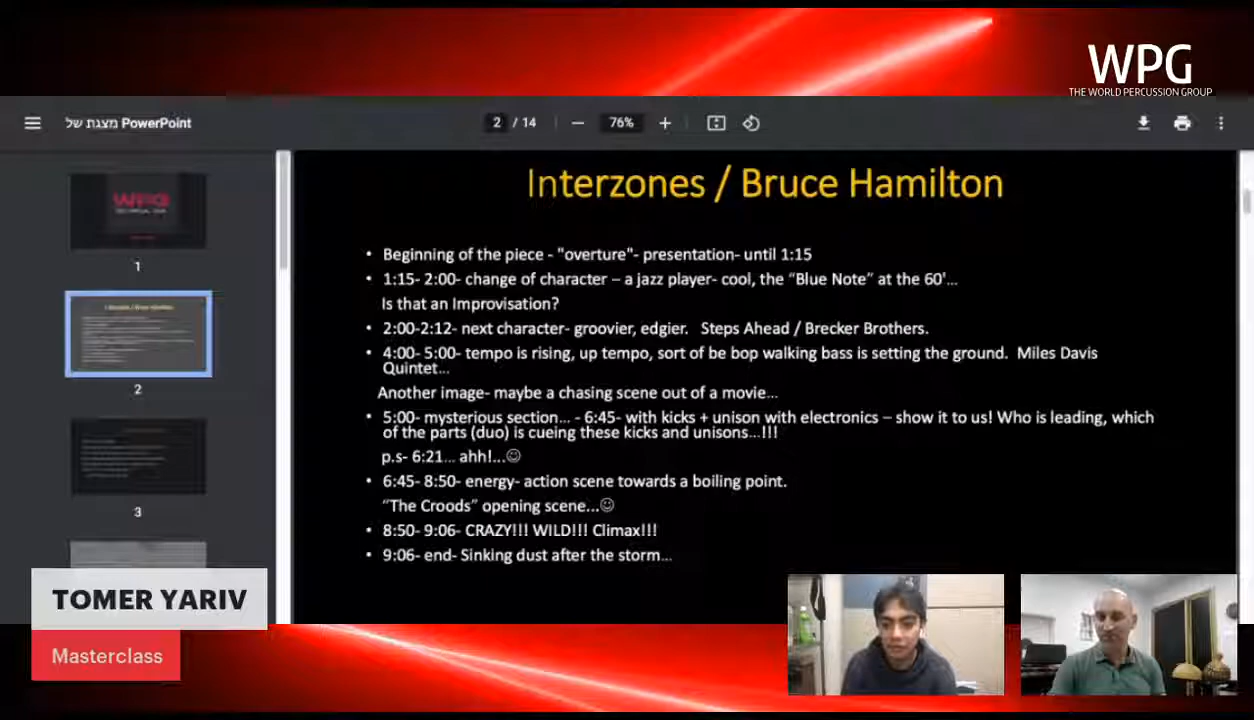 WPG
THE WORLD PERCUSSION GROUP
מצגת של PowerPoint
2 / 14
76%
WPG
1
2
3
Interzones / Bruce Hamilton
• Beginning of the piece - "overture"- presentation- until 1:15
• 1:15- 2:00- change of character – a jazz player- cool, the “Blue Note” at the 60'…
Is that an Improvisation?
• 2:00-2:12- next character- groovier, edgier. Steps Ahead / Brecker Brothers.
• 4:00- 5:00- tempo is rising, up tempo, sort of be bop walking bass is setting the ground. Miles Davis
Quintet…
Another image- maybe a chasing scene out of a movie…
• 5:00- mysterious section… - 6:45- with kicks + unison with electronics – show it to us! Who is leading, which
of the parts (duo) is cueing these kicks and unisons…!!!
p.s- 6:21… ahh!…☺
• 6:45- 8:50- energy- action scene towards a boiling point.
“The Croods” opening scene…☺
• 8:50- 9:06- CRAZY!!! WILD!!! Climax!!!
• 9:06- end- Sinking dust after the storm…
TOMER YARIV
Masterclass